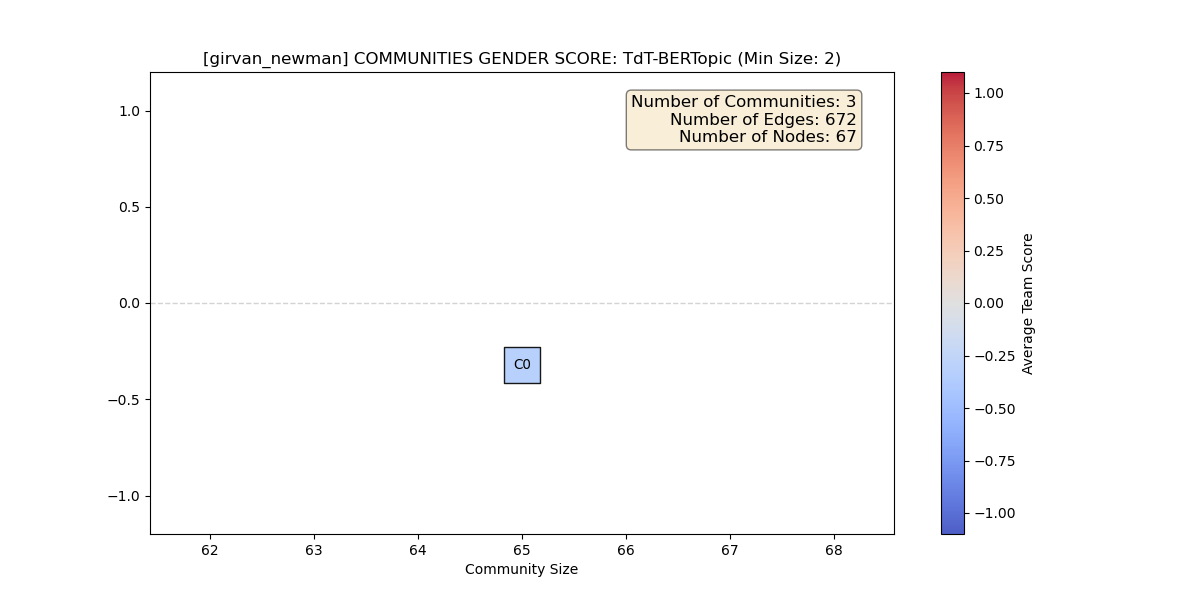 [girvan_newman] COMMUNITIES GENDER SCORE: TdT-BERTopic (Min Size: 2)
Number of Communities: 3
Number of Edges: 672
Number of Nodes: 67
1.0
0.5
0.0
−0.5
−1.0
C0
62 63 64 65 66 67 68
Community Size
1.00
0.75
0.50
0.25
0.00
−0.25
−0.50
−0.75
−1.00
Average Team Score